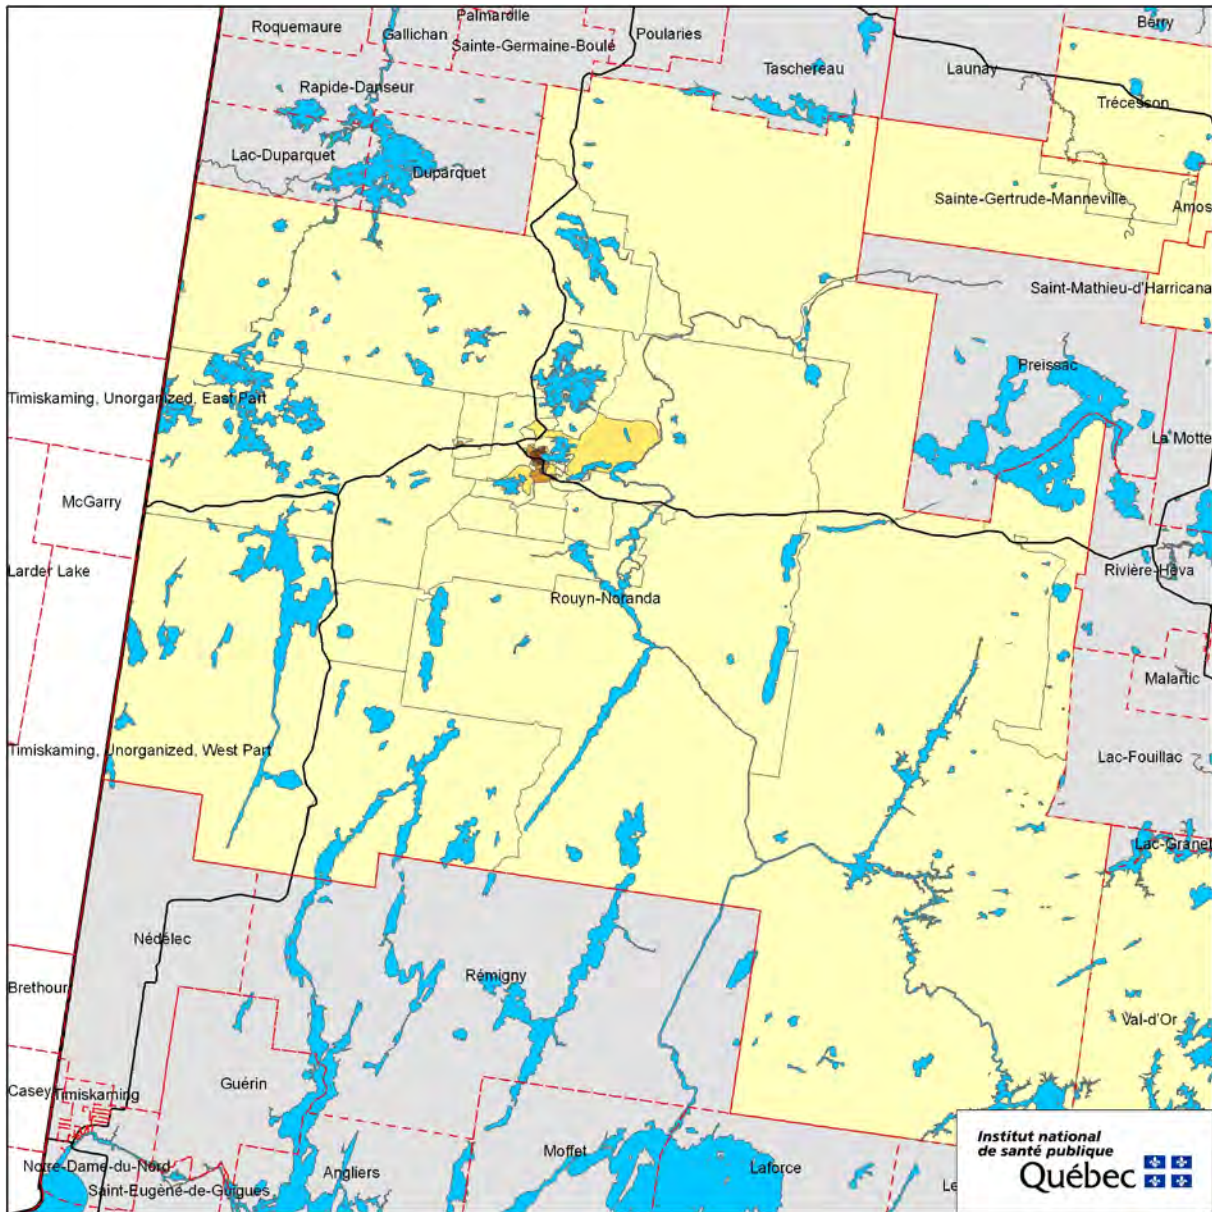 Palmarolle
Roquemaure
Gallichan
Poularies
Berry
Sainte-Germaine-Boulé
Taschereau
Launay
Rapide-Danseur
Trécesson
Lac-Duparquet
Duparquet
Sainte-Gertrude-Manneville
Amos
Saint-Mathieu-d'Harricana
Preissac
Timiskaming, Unorganized, East Part
La Motte
McGarry
Larder Lake
Rivière-Héva
Rouyn-Noranda
Malartic
Timiskaming, Unorganized, West Part
Lac-Fouillac
Lac-Granet
Nédélec
Rémigny
Brethour
Val-d'Or
Guérin
Casey
Timiskaming
Institut national
de santé publique
Québec
Moffet
Notre-Dame-du-Nord
Angliers
Laforce
Saint-Eugène-de-Guigues
Le